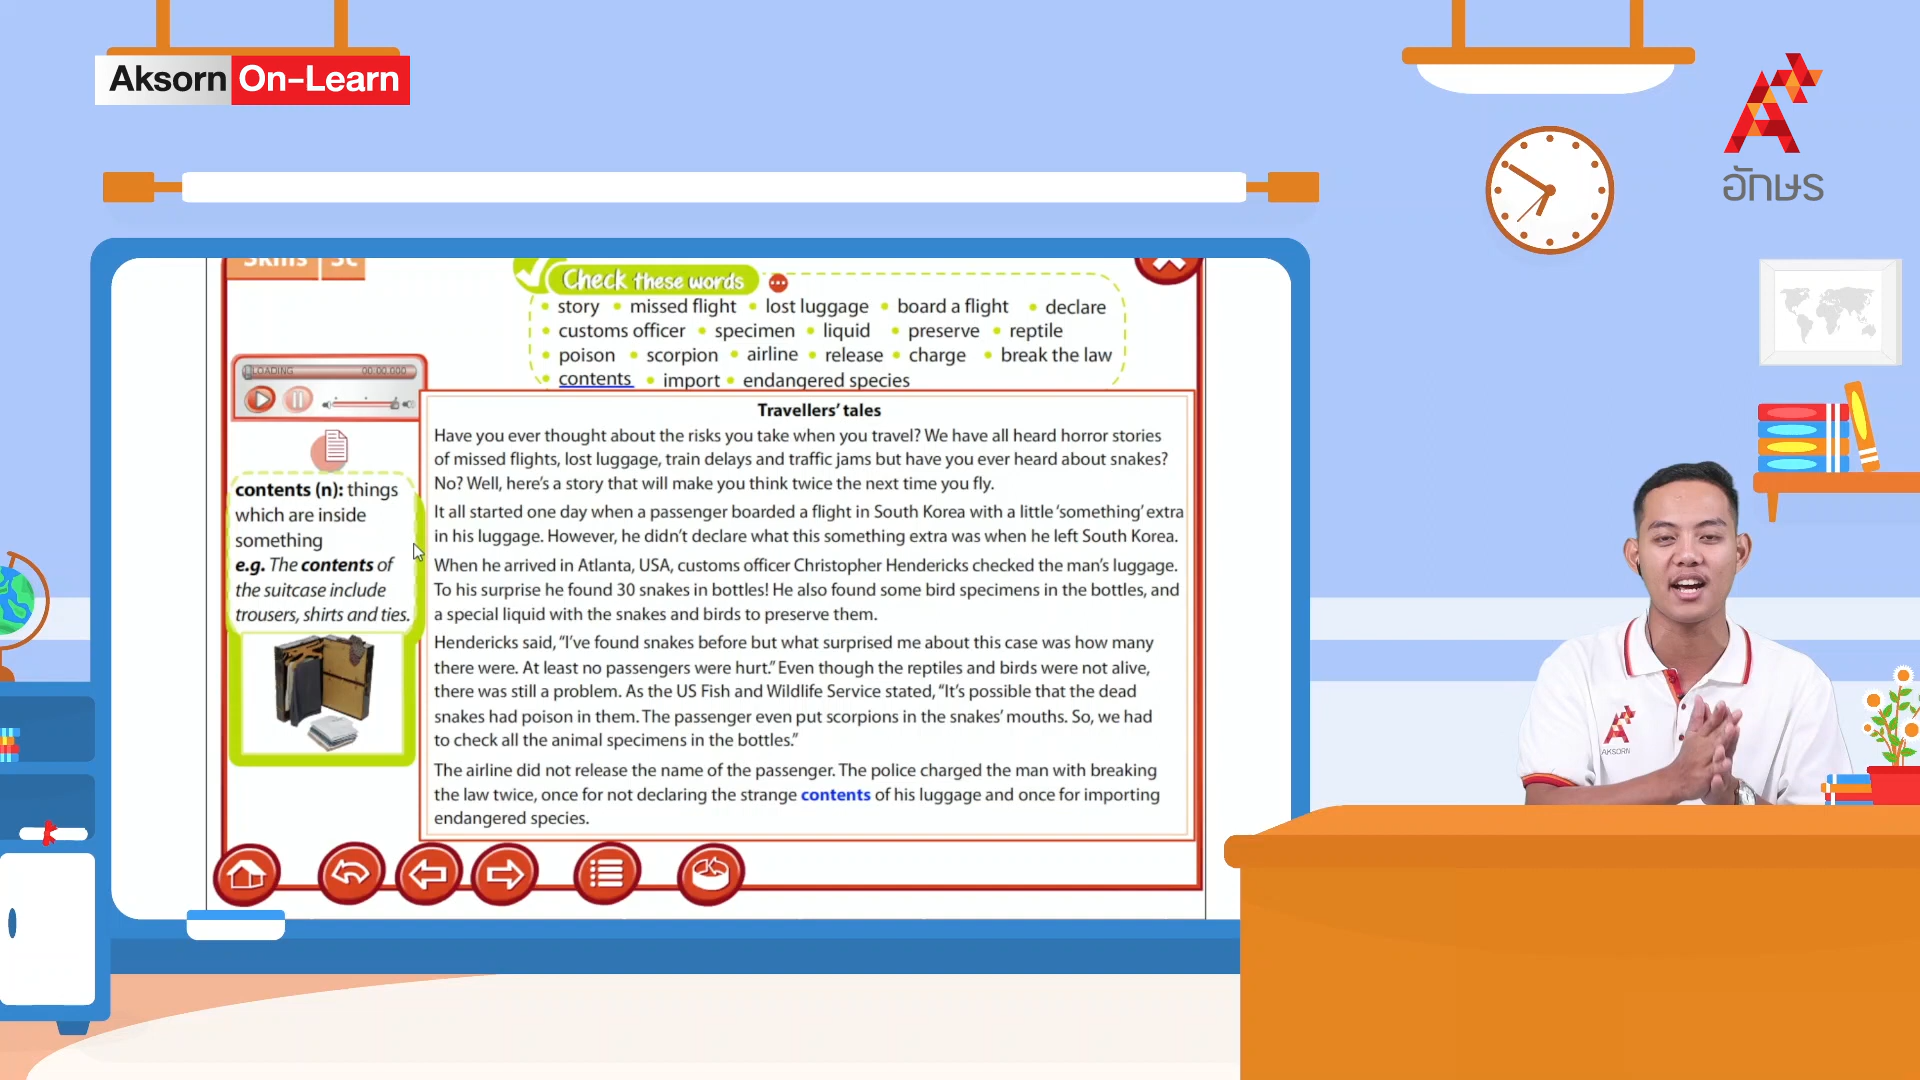 Aksorn On-Learn
อักษร
Skills
Check these words
• story • missed flight • lost luggage • board a flight • declare
• customs officer • specimen • liquid • preserve • reptile
• poison • scorpion • airline • release • charge • break the law
• contents • import • endangered species
LOADING 00:00:000
contents (n): things
which are inside
something
e.g. The contents of
the suitcase include
trousers, shirts and ties.
Travellers' tales
Have you ever thought about the risks you take when you travel? We have all heard horror stories
of missed flights, lost luggage, train delays and traffic jams but have you ever heard about snakes?
No? Well, here's a story that will make you think twice the next time you fly.
It all started one day when a passenger boarded a flight in South Korea with a little 'something' extra
in his luggage. However, he didn't declare what this something extra was when he left South Korea.
When he arrived in Atlanta, USA, customs officer Christopher Hendericks checked the man's luggage.
To his surprise he found 30 snakes in bottles! He also found some bird specimens in the bottles, and
a special liquid with the snakes and birds to preserve them.
Hendericks said, "I've found snakes before but what surprised me about this case was how many
there were. At least no passengers were hurt." Even though the reptiles and birds were not alive,
there was still a problem. As the US Fish and Wildlife Service stated, "It's possible that the dead
snakes had poison in them. The passenger even put scorpions in the snakes' mouths. So, we had
to check all the animal specimens in the bottles."
The airline did not release the name of the passenger. The police charged the man with breaking
the law twice, once for not declaring the strange contents of his luggage and once for importing
endangered species.
AKSORN